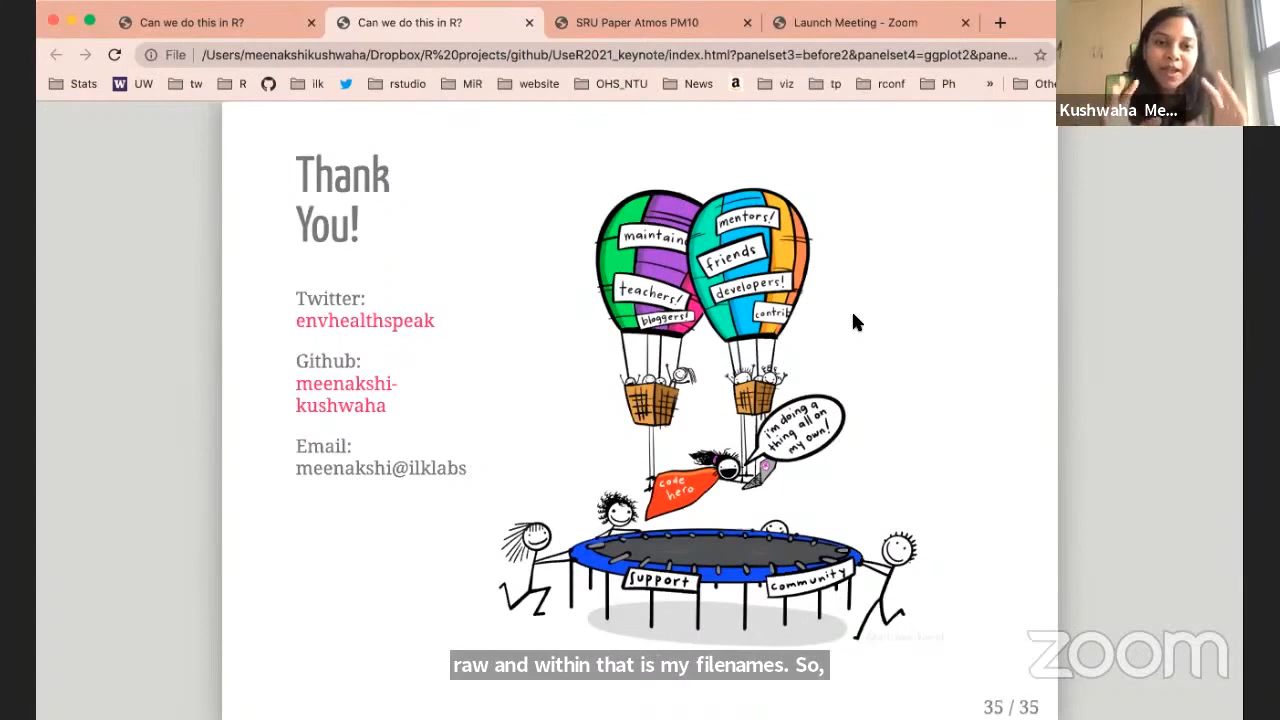 Can we do this in R?
Can we do this in R?
SRU Paper Atmos PM10
Launch Meeting - Zoom
File
/Users/meenakshikushwaha/Dropbox/R%20projects/github/UseR2021_keynote/index.html?panelset3=before2&panelset4=ggplot2&pane...
Stats
W UW
tw
R
ilk
rstudio
MiR
website
OHS_NTU
News
a
viz
tp
rconf
Ph
»
Othe
Kushwaha Me...
Thank
You!
Twitter:
envhealthspeak
Github:
meenakshi-
kushwaha
Email:
meenakshi@ilklabs
maintain
teachers!
bloggers!
mentors!
friends
developers!
contrib
i'm doing a
thing all on
my own!
code
hero
support
community
raw and within that is my filenames. So,
zoom
35 / 35